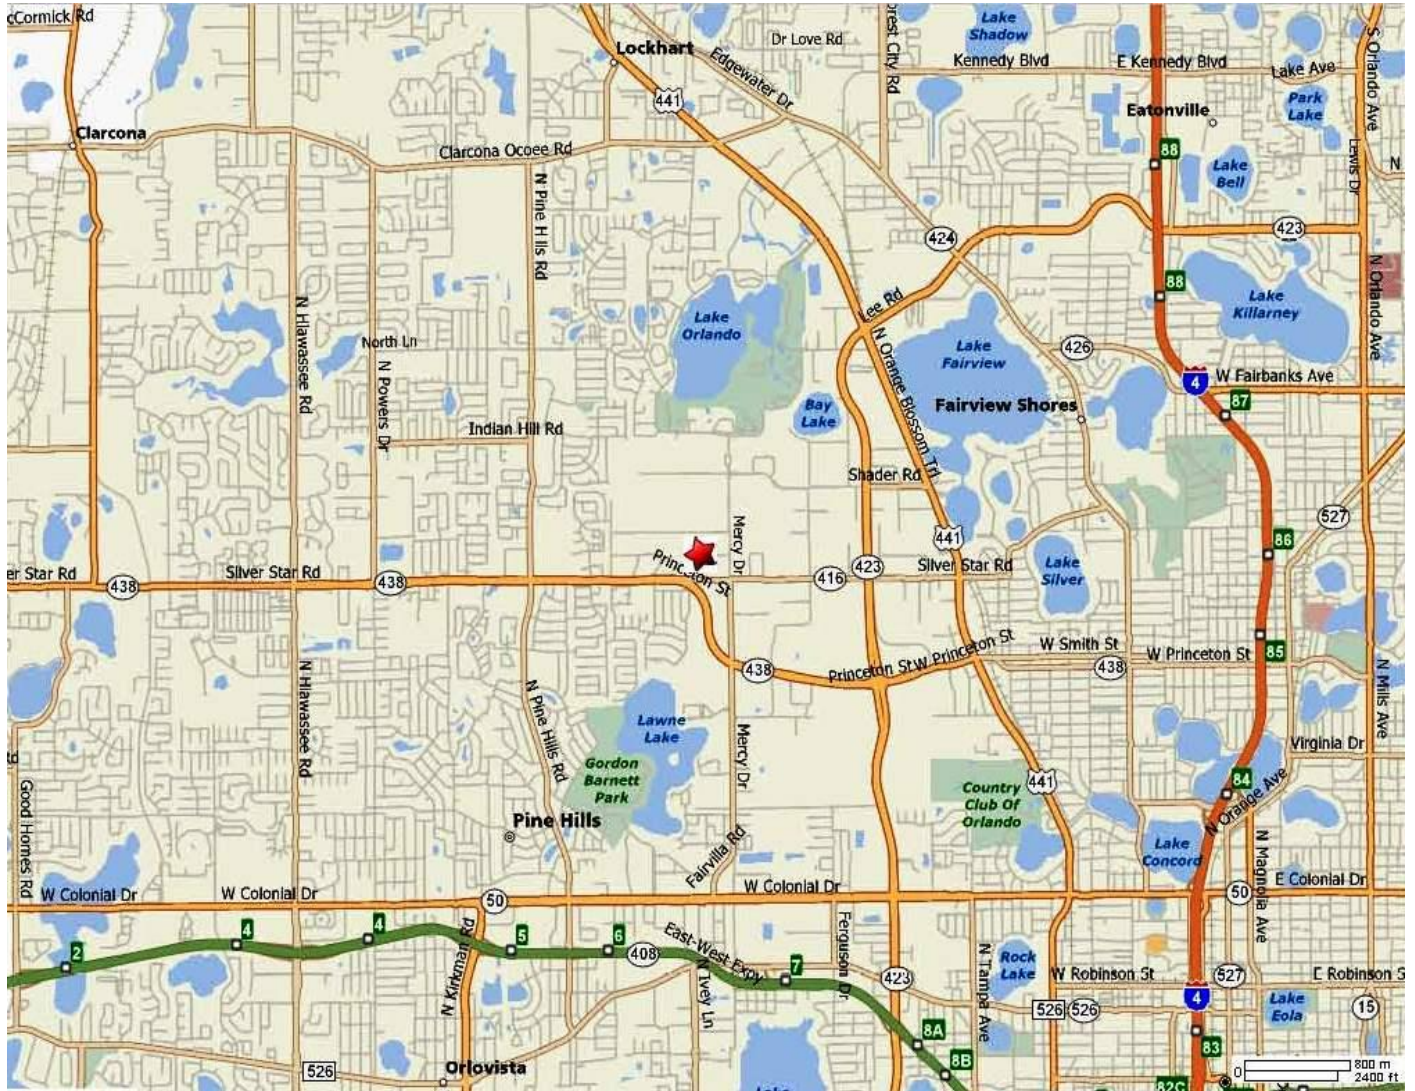 cCormick Rd
Lockhart
Dr Love Rd
Edgewater Dr
orest City Rd
Lake
Shadow
Kennedy Blvd
E Kennedy Blvd
Lake Ave
S Orlando Ave
441
Eatonville
Park
Lake
Clarcona
Clarcona Ocoee Rd
88
Lake
Bell
Lewis Dr
N
N Pine Hills Rd
424
423
N Orlando Ave
88
Lake
Killarney
N Hiawassee Rd
Lake
Orlando
Lee Rd
North Ln
N Powers Dr
N Orange Blossom Trl
Lake
Fairview
426
4
W Fairbanks Ave
87
Bay
Lake
Fairview Shores
Indian Hill Rd
Shader Rd
527
Mercy Dr
441
86
Princeton St
er Star Rd
438
Silver Star Rd
438
416
423
Silver Star Rd
Lake
Silver
W Smith St
W Princeton St
438
85
438
Princeton St
W Princeton St
N Hiawassee Rd
N Pine Hills Rd
Lawne
Lake
Mercy Dr
N Mills Ave
Virginia Dr
Gordon
Barnett
Park
441
84
N Orange Ave
Country
Club Of
Orlando
Good Homes Rd
Pine Hills
Fairvilla Rd
Lake
Concord
N Magnolia Ave
W Colonial Dr
W Colonial Dr
50
W Colonial Dr
50
E Colonial Dr
2
4
4
N Kirkman Rd
5
6
408
East-West Expy
7
Ferguson Dr
423
N Ivey Ln
N Tampa Ave
Rock
Lake
W Robinson St
527
E Robinson S
4
526
526
Lake
Eola
15
8A
8B
83
526
Orlovista
Lake
82C
0
800 m
2400 ft